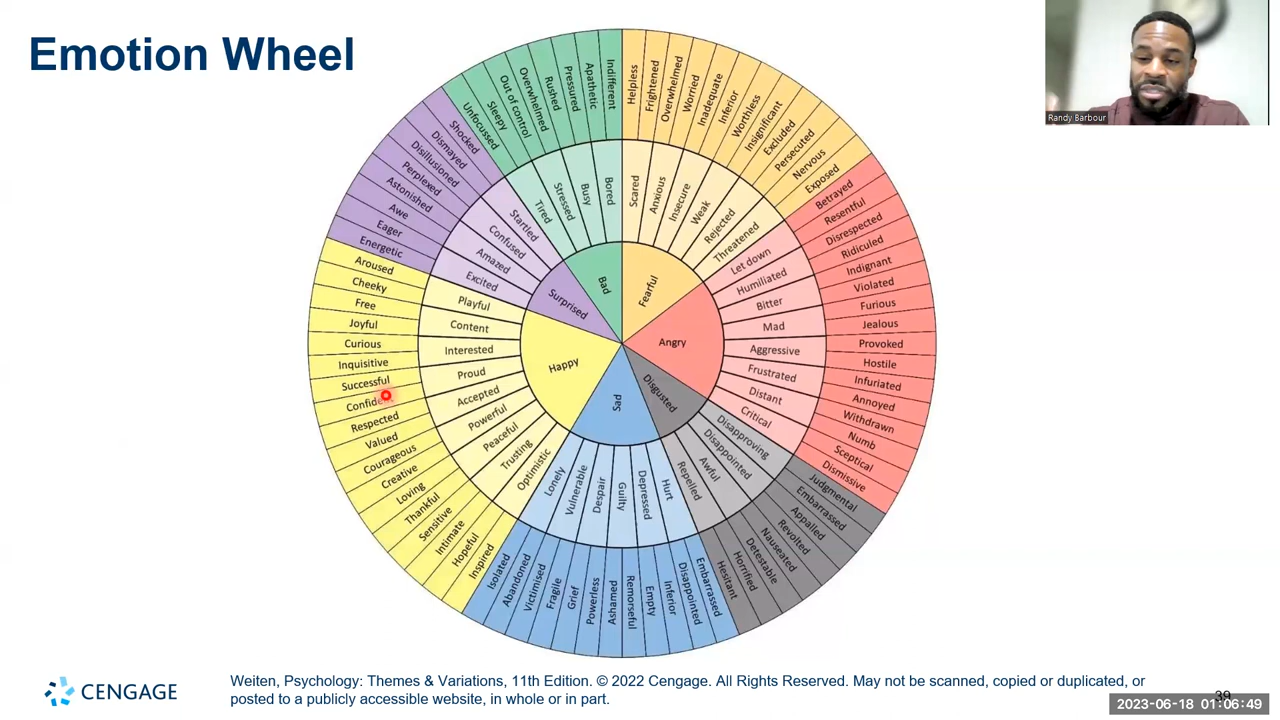 Emotion Wheel
Randy Barbour
Fearful
Angry
Disgusted
Sad
Happy
Surprised
Bad
Scared
Anxious
Insecure
Weak
Rejected
Threatened
Let down
Humiliated
Bitter
Mad
Aggressive
Frustrated
Distant
Critical
Disapproving
Disappointed
Awful
Repelled
Hurt
Depressed
Guilty
Despair
Vulnerable
Lonely
Optimistic
Trusting
Peaceful
Powerful
Accepted
Proud
Interested
Content
Playful
Excited
Amazed
Confused
Startled
Tired
Stressed
Busy
Bored
Helpless
Frightened
Overwhelmed
Worried
Inadequate
Inferior
Worthless
Insignificant
Excluded
Persecuted
Nervous
Exposed
Betrayed
Resentful
Disrespected
Ridiculed
Indignant
Violated
Furious
Jealous
Provoked
Hostile
Infuriated
Annoyed
Withdrawn
Numb
Sceptical
Dismissive
Judgmental
Embarrassed
Appalled
Revolted
Nauseated
Detestable
Horrified
Hesitant
Embarrassed
Disappointed
Inferior
Empty
Remorseful
Ashamed
Powerless
Grief
Fragile
Victimised
Abandoned
Isolated
Inspired
Hopeful
Intimate
Sensitive
Thankful
Loving
Creative
Courageous
Valued
Respected
Successful
Inquisitive
Curious
Joyful
Free
Cheeky
Aroused
Energetic
Eager
Awe
Astonished
Perplexed
Disillusioned
Dismayed
Shocked
Unfocussed
Sleepy
Out of control
Overwhelmed
Rushed
Pressured
Apathetic
Indifferent
CENGAGE
Weiten, Psychology: Themes & Variations, 11th Edition. © 2022 Cengage. All Rights Reserved. May not be scanned, copied or duplicated, or
posted to a publicly accessible website, in whole or in part.
39
2023-06-18 01:06:49